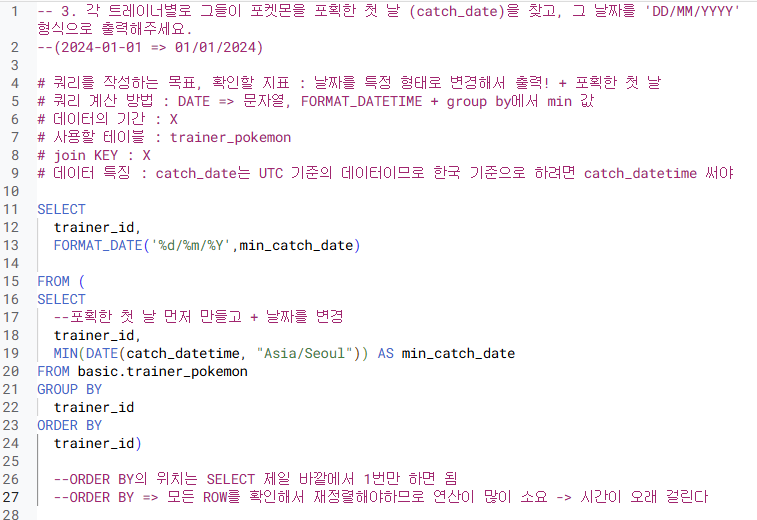 1 -- 3. 각 트레이너별로 그들이 포켓몬을 포획한 첫 날 (catch_date)을 찾고, 그 날짜를 'DD/MM/YYYY'
형식으로 출력해주세요.
2 --(2024-01-01 => 01/01/2024)
3
4 # 쿼리를 작성하는 목표, 확인할 지표 : 날짜를 특정 형태로 변경해서 출력! + 포획한 첫 날
5 # 쿼리 계산 방법 : DATE => 문자열, FORMAT_DATETIME + group by에서 min 값
6 # 데이터의 기간 : X
7 # 사용할 테이블 : trainer_pokemon
8 # join KEY : X
9 # 데이터 특징 : catch_date는 UTC 기준의 데이터이므로 한국 기준으로 하려면 catch_datetime 써야
10
11 SELECT
12 trainer_id,
13 FORMAT_DATE('%d/%m/%Y',min_catch_date)
14
15 FROM (
16 SELECT
17 --포획한 첫 날 먼저 만들고 + 날짜를 변경
18 trainer_id,
19 MIN(DATE(catch_datetime, "Asia/Seoul")) AS min_catch_date
20 FROM basic.trainer_pokemon
21 GROUP BY
22 trainer_id
23 ORDER BY
24 trainer_id)
25
26 --ORDER BY의 위치는 SELECT 제일 바깥에서 1번만 하면 됨
27 --ORDER BY => 모든 ROW를 확인해서 재정렬해야하므로 연산이 많이 소요 -> 시간이 오래 걸린다
28